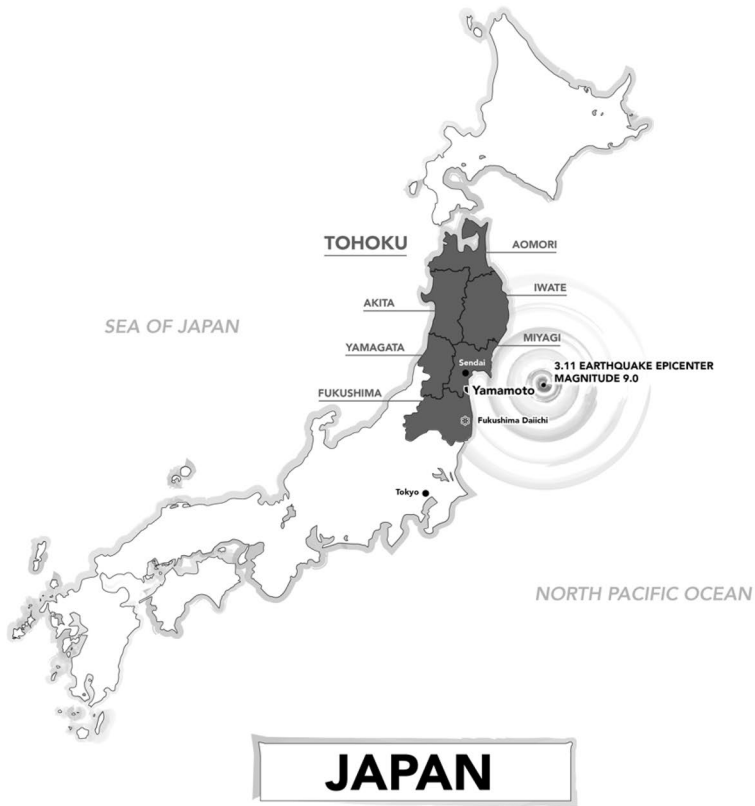 TOHOKU
AOMORI
IWATE
AKITA
MIYAGI
YAMAGATA
Sendai
3.11 EARTHQUAKE EPICENTER
MAGNITUDE 9.0
Yamamoto
FUKUSHIMA
Fukushima Daiichi
SEA OF JAPAN
Tokyo
NORTH PACIFIC OCEAN
JAPAN